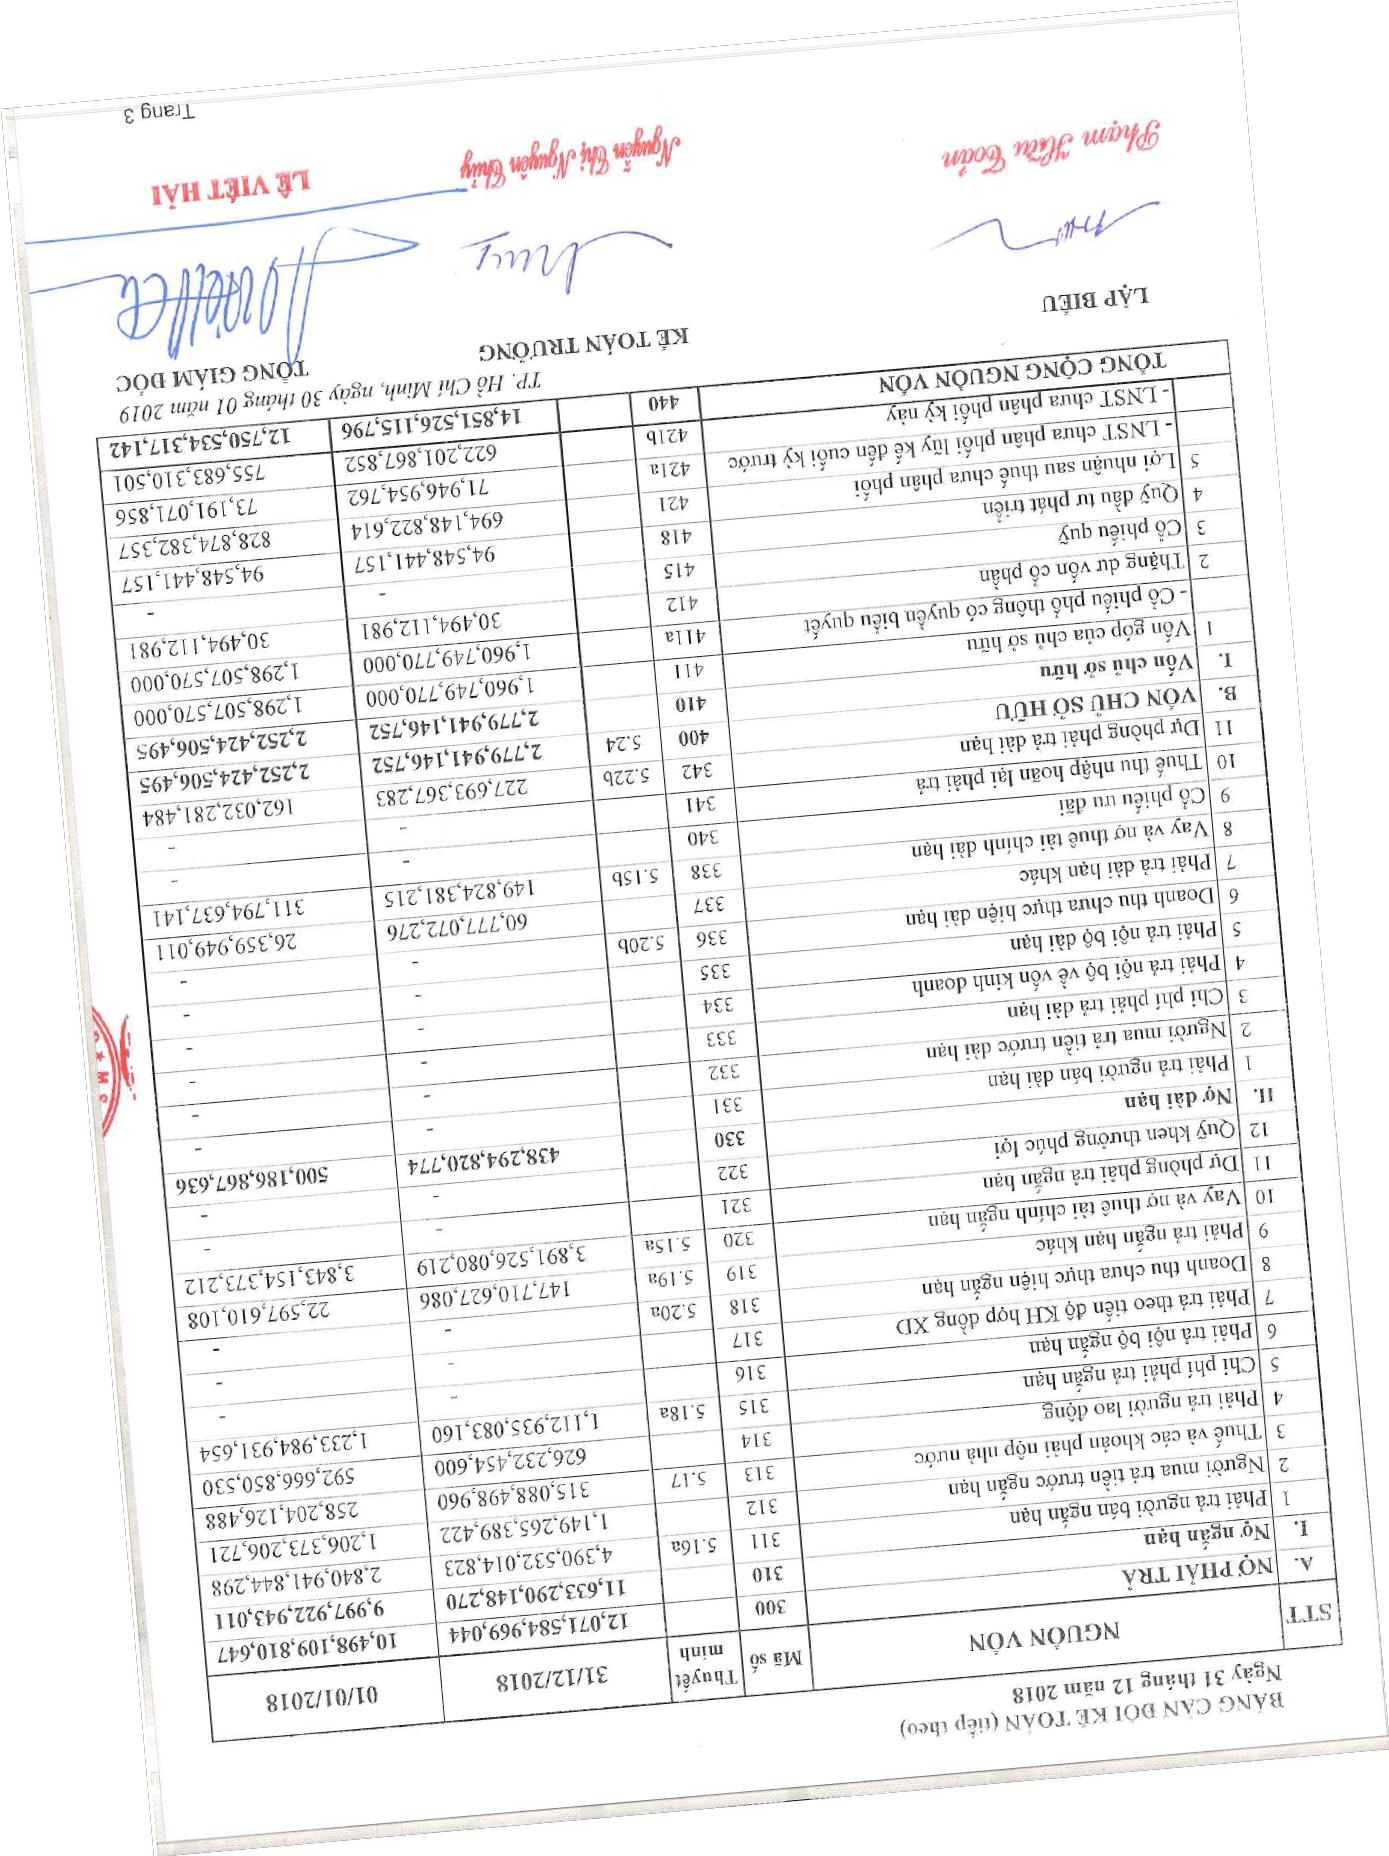 BẢNG CÂN ĐỐI KẾ TOÁN (tiếp theo)
Ngày 31 tháng 12 năm 2018
STT NGUỒN VỐN Mã số Thuyết minh 31/12/2018 01/01/2018
A. NỢ PHẢI TRẢ 300 12,071,584,969,044 10,498,109,810,647
I. Nợ ngắn hạn 310 11,633,290,148,270 9,997,922,943,011
1 Phải trả người bán ngắn hạn 311 5.16a 4,390,532,014,823 2,840,941,844,298
2 Người mua trả tiền trước ngắn hạn 312 1,149,265,389,422 1,206,373,206,721
3 Thuế và các khoản phải nộp nhà nước 313 5.17 315,088,498,960 258,204,126,488
4 Phải trả người lao động 314 626,232,454,600 592,666,850,530
5 Chi phí phải trả ngắn hạn 315 5.18a 1,112,935,083,160 1,233,984,931,654
6 Phải trả nội bộ ngắn hạn 316 - -
7 Phải trả theo tiến độ KH hợp đồng XD 317 - -
8 Doanh thu chưa thực hiện ngắn hạn 318 5.20a - -
9 Phải trả ngắn hạn khác 319 5.19a 147,710,627,086 22,597,610,108
10 Vay và nợ thuê tài chính ngắn hạn 320 5.15a 3,891,526,080,219 3,843,154,373,212
11 Dự phòng phải trả ngắn hạn 321 - -
12 Quỹ khen thưởng phúc lợi 322 - -
II. Nợ dài hạn 330 438,294,820,774 500,186,867,636
1 Phải trả người bán dài hạn 331 - -
2 Người mua trả tiền trước dài hạn 332 - -
3 Chi phí phải trả dài hạn 333 - -
4 Phải trả nội bộ về vốn kinh doanh 334 - -
5 Phải trả nội bộ dài hạn 335 - -
6 Doanh thu chưa thực hiện dài hạn 336 5.20b - -
7 Phải trả dài hạn khác 337 60,777,072,276 26,359,949,011
8 Vay và nợ thuê tài chính dài hạn 338 5.15b 149,824,381,215 311,794,637,141
9 Cổ phiếu ưu đãi 340 - -
10 Thuế thu nhập hoãn lại phải trả 341 - -
11 Dự phòng phải trả dài hạn 342 5.22b 227,693,367,283 162,032,281,484
B. VỐN CHỦ SỞ HỮU 400 5.24 2,779,941,146,752 2,252,424,506,495
I. Vốn chủ sở hữu 410 2,779,941,146,752 2,252,424,506,495
1 Vốn góp của chủ sở hữu 411 1,960,749,770,000 1,298,507,570,000
- Cổ phiếu phổ thông có quyền biểu quyết 411a 1,960,749,770,000 1,298,507,570,000
2 Thặng dư vốn cổ phần 412 30,494,112,981 30,494,112,981
3 Cổ phiếu quỹ 415 - -
4 Quỹ đầu tư phát triển 418 94,548,441,157 94,548,441,157
5 Lợi nhuận sau thuế chưa phân phối 421 694,148,822,614 828,874,382,357
- LNST chưa phân phối lũy kế đến cuối kỳ trước 421a 71,946,954,762 73,191,071,856
- LNST chưa phân phối kỳ này 421b 622,201,867,852 755,683,310,501
TỔNG CỘNG NGUỒN VỐN 440 14,851,526,115,796 12,750,534,317,142
TP. Hồ Chí Minh, ngày 30 tháng 01 năm 2019
LẬP BIỂU KẾ TOÁN TRƯỞNG TỔNG GIÁM ĐỐC
Phạm Hữu Toản Nguyễn Thị Nguyên Thủy LÊ VIẾT HẢI
Trang 3